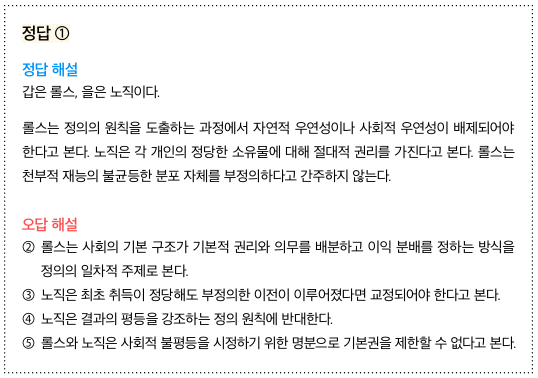 정답 ①
정답 해설
갑은 롤스, 을은 노직이다.
롤스는 정의의 원칙을 도출하는 과정에서 자연적 우연성이나 사회적 우연성이 배제되어야
한다고 본다. 노직은 각 개인의 정당한 소유물에 대해 절대적 권리를 가진다고 본다. 롤스는
천부적 재능의 불균등한 분포 자체를 부정의하다고 간주하지 않는다.
오답 해설
② 롤스는 사회의 기본 구조가 기본적 권리와 의무를 배분하고 이익 분배를 정하는 방식을
정의의 일차적 주제로 본다.
③ 노직은 최초 취득이 정당해도 부정의한 이전이 이루어졌다면 교정되어야 한다고 본다.
④ 노직은 결과의 평등을 강조하는 정의 원칙에 반대한다.
⑤ 롤스와 노직은 사회적 불평등을 시정하기 위한 명분으로 기본권을 제한할 수 없다고 본다.